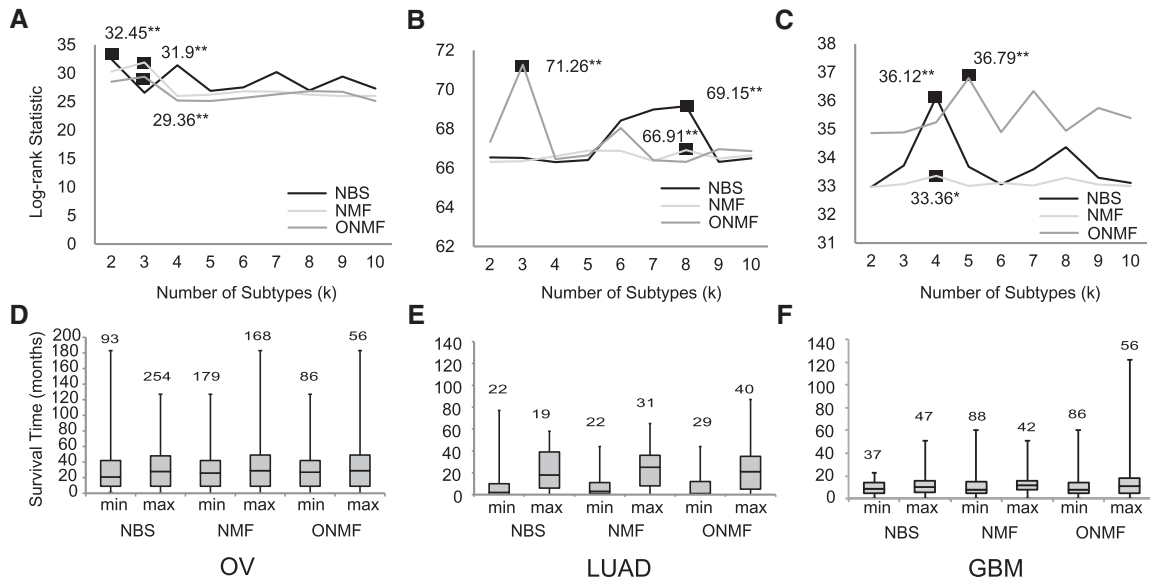 A
32.45**
31.9**
29.36**
Log-rank Statistic
35
30
25
20
15
10
5
0
NBS
NMF
ONMF
2 3 4 5 6 7 8 9 10
Number of Subtypes (k)
B
72
70
68
66
64
62
71.26**
69.15**
66.91**
NBS
NMF
ONMF
2 3 4 5 6 7 8 9 10
Number of Subtypes (k)
C
38
37
36
35
34
33
32
31
36.12**
36.79**
33.36*
NBS
NMF
ONMF
2 3 4 5 6 7 8 9 10
Number of Subtypes (k)
D
Survival Time (months)
200
180
160
140
120
100
80
60
40
20
0
93
254
179
168
86
56
min max min max min max
NBS NMF ONMF
OV
E
140
120
100
80
60
40
20
0
22
19
22
31
29
40
min max min max min max
NBS NMF ONMF
LUAD
F
140
120
100
80
60
40
20
0
37
47
88
42
86
56
min max min max min max
NBS NMF ONMF
GBM